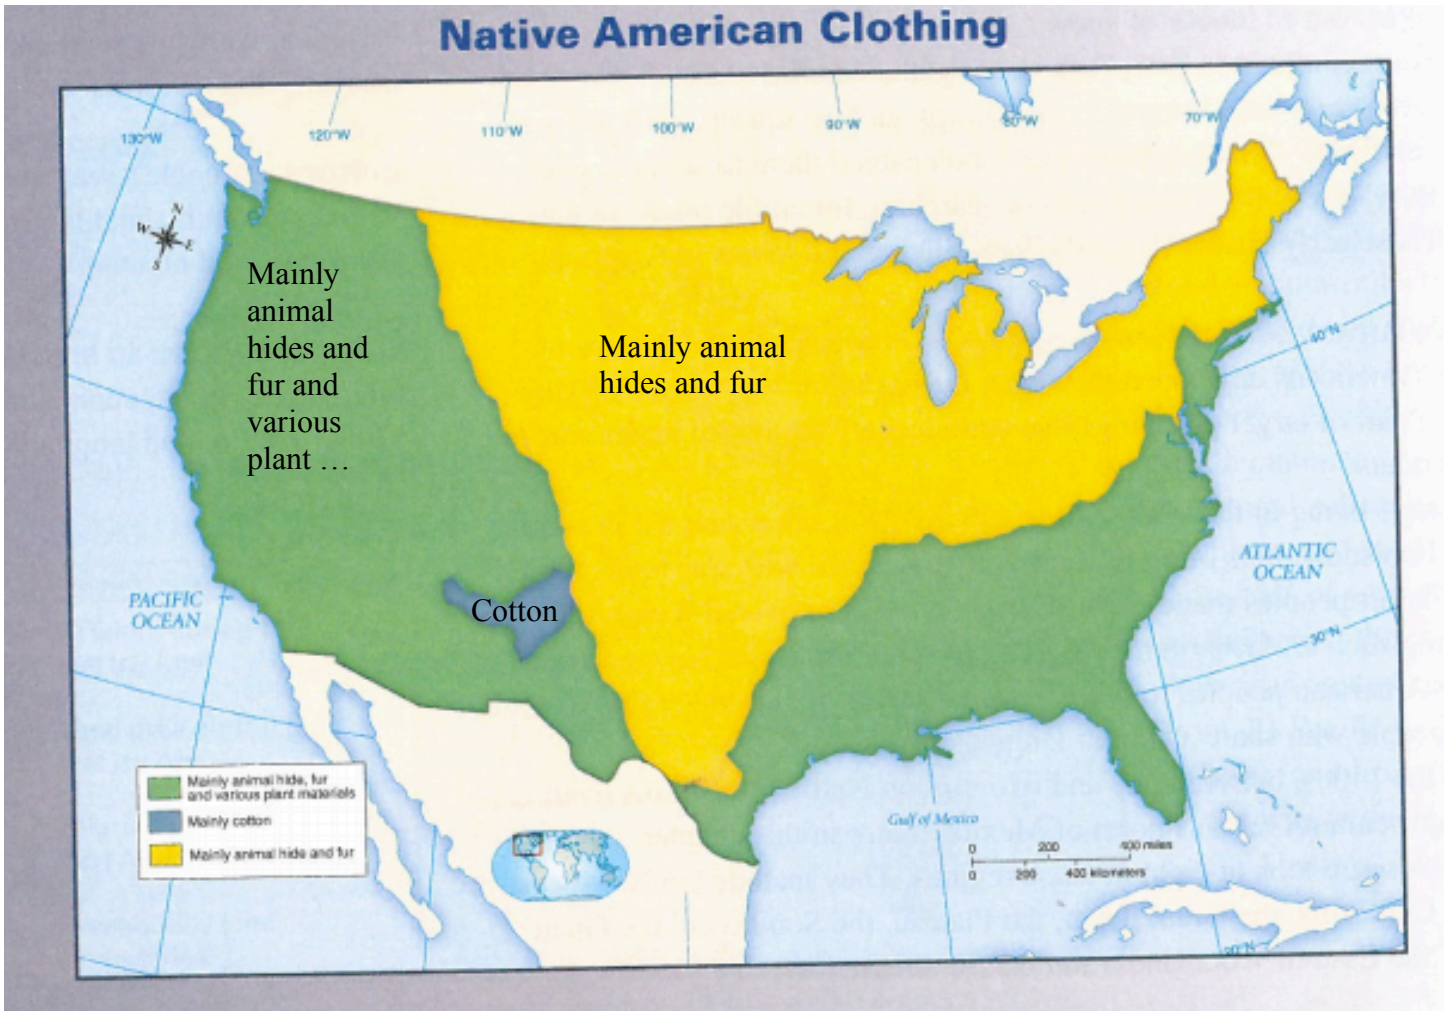 Native American Clothing
130°W
120°W
110°W
100°W
90°W
80°W
70°W
N
W
E
S
Mainly
animal
hides and
fur and
various
plant …
Mainly animal
hides and fur
40°N
Cotton
ATLANTIC
OCEAN
PACIFIC
OCEAN
30°N
Mainly animal hide, fur
and various plant materials
Mainly cotton
Mainly animal hide and fur
Gulf of Mexico
0 200 400 miles
0 200 400 kilometers
20°N